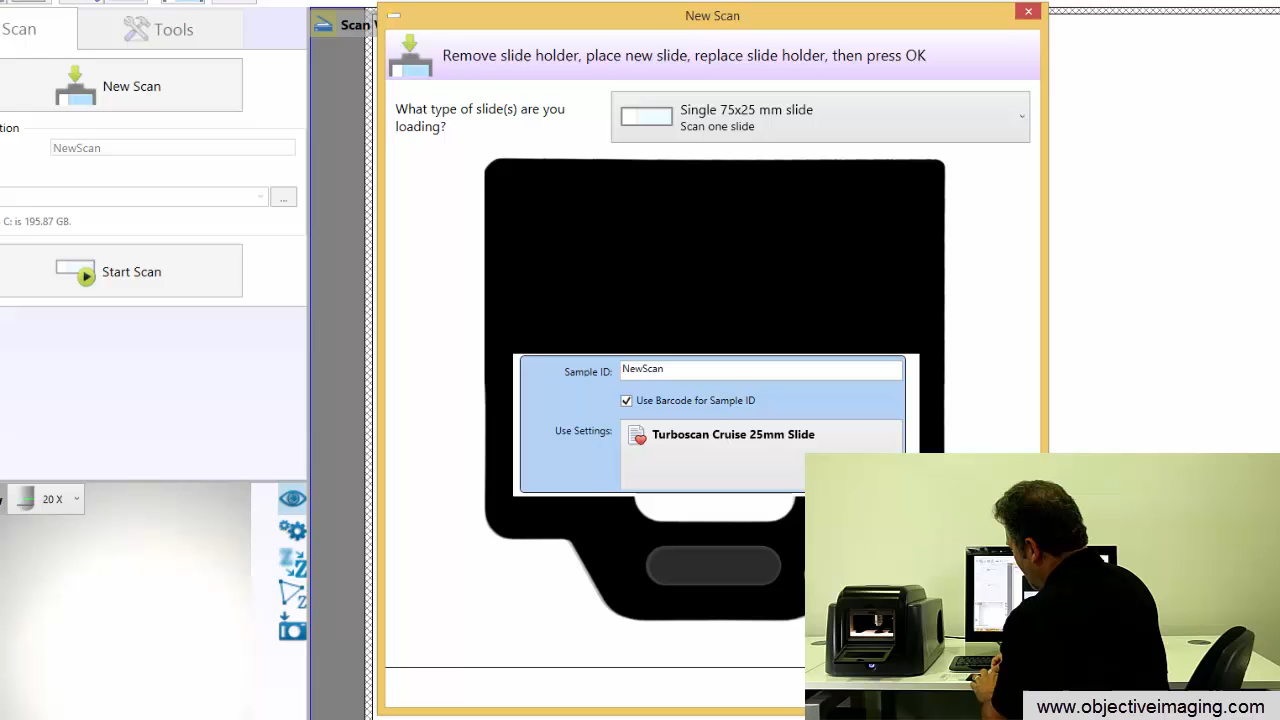 New Scan
Scan
Tools
Scan
Remove slide holder, place new slide, replace slide holder, then press OK
New Scan
What type of slide(s) are you
loading?
Single 75x25 mm slide
Scan one slide
NewScan
...
C: is 195.87 GB.
Start Scan
Sample ID:
NewScan
Use Barcode for Sample ID
Use Settings:
Turboscan Cruise 25mm Slide
20 X
Z
Z
Z
www.objectiveimaging.com